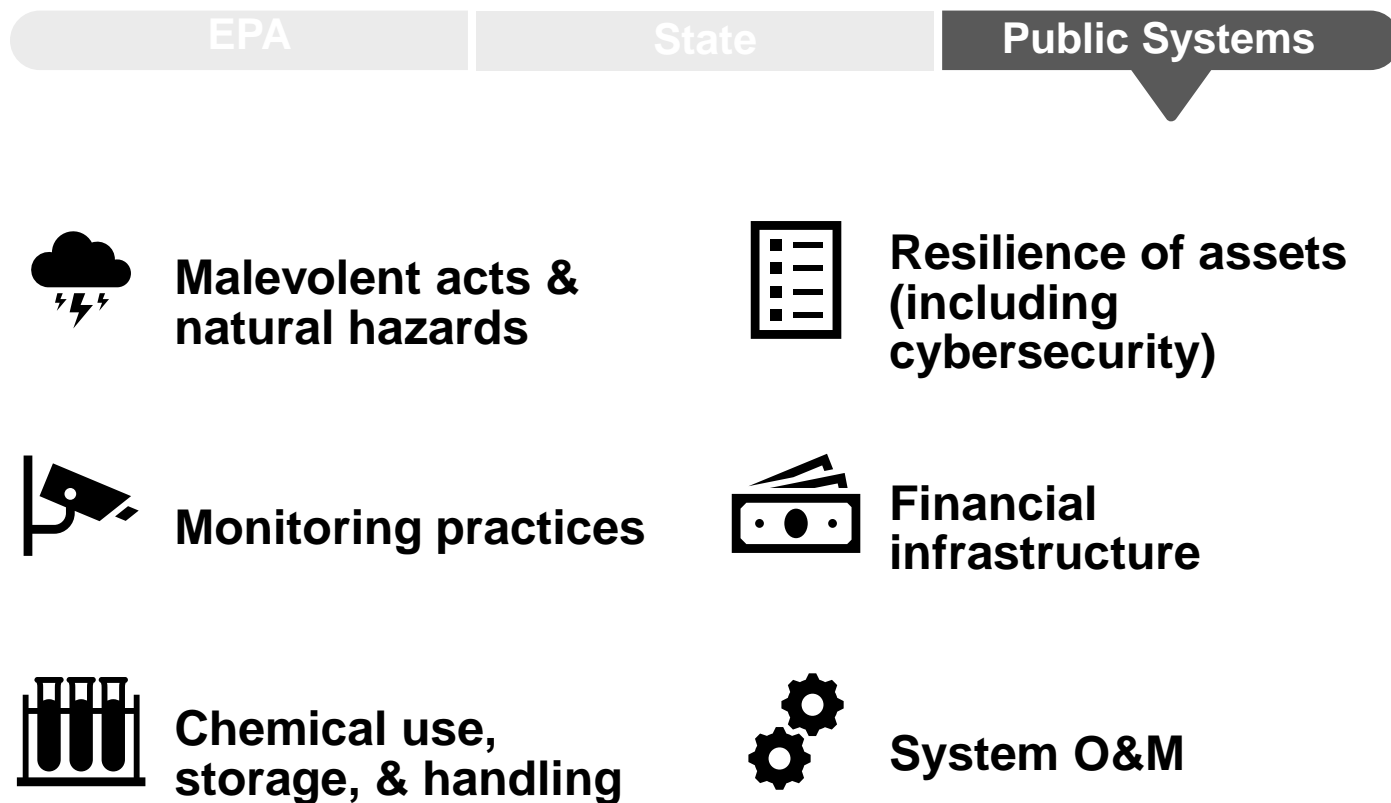 EPA
State
Public Systems
Malevolent acts &
natural hazards
Resilience of assets
(including
cybersecurity)
Monitoring practices
Financial
infrastructure
Chemical use,
storage, & handling
System O&M